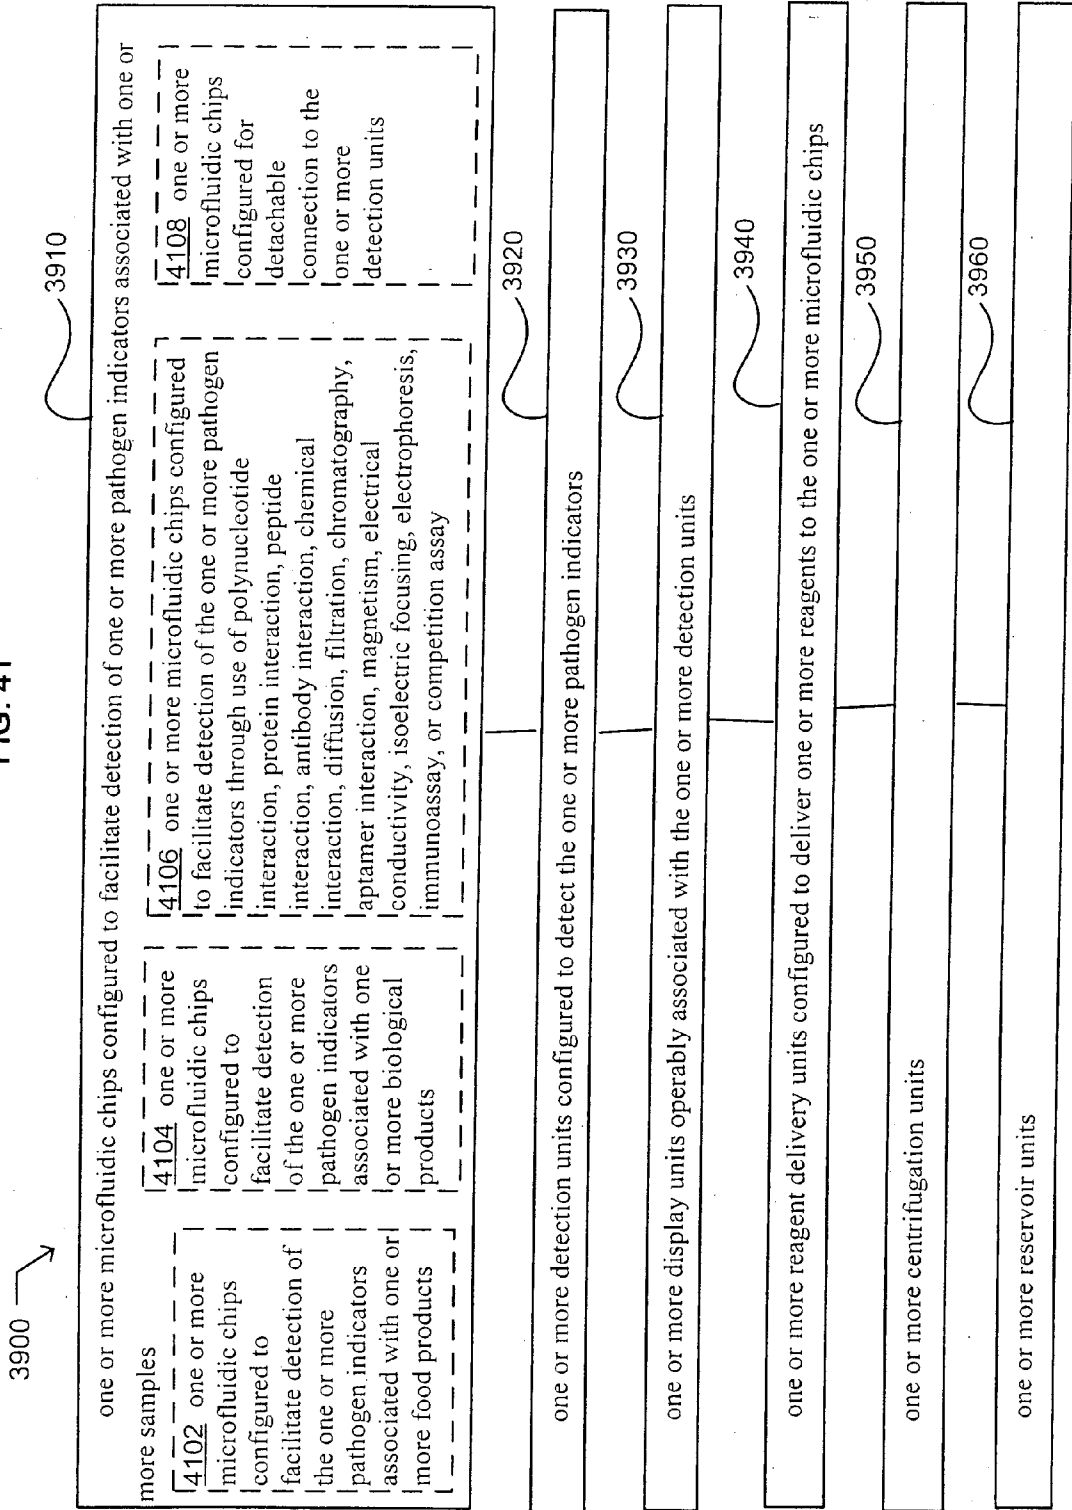 FIG. 41
3900
3910
one or more microfluidic chips configured to facilitate detection of one or more pathogen indicators associated with one or
more samples
4102 one or more
microfluidic chips
configured to
facilitate detection of
the one or more
pathogen indicators
associated with one or
more food products
4104 one or more
microfluidic chips
configured to
facilitate detection
of the one or more
pathogen indicators
associated with one
or more biological
products
4106 one or more microfluidic chips configured
to facilitate detection of the one or more pathogen
indicators through use of polynucleotide
interaction, protein interaction, peptide
interaction, antibody interaction, chemical
interaction, diffusion, filtration, chromatography,
aptamer interaction, magnetism, electrical
conductivity, isoelectric focusing, electrophoresis,
immunoassay, or competition assay
4108 one or more
microfluidic chips
configured for
detachable
connection to the
one or more
detection units
3920
one or more detection units configured to detect the one or more pathogen indicators
3930
one or more display units operably associated with the one or more detection units
3940
one or more reagent delivery units configured to deliver one or more reagents to the one or more microfluidic chips
3950
one or more centrifugation units
3960
one or more reservoir units